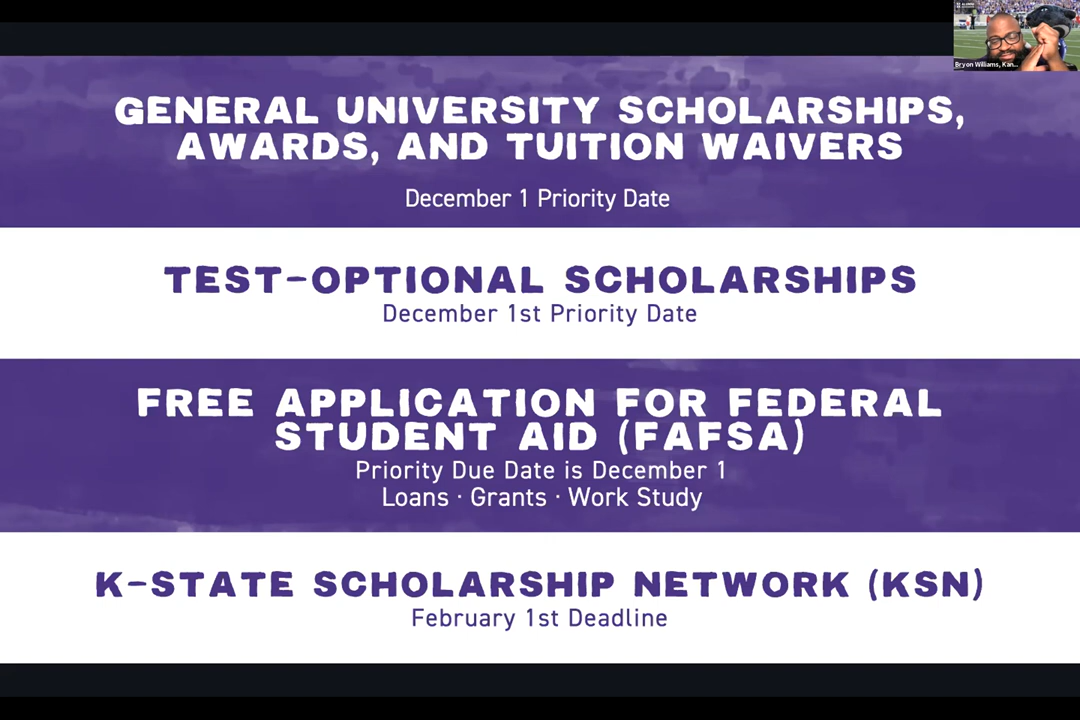 Bryon Williams, Kan...
GENERAL UNIVERSITY SCHOLARSHIPS,
AWARDS, AND TUITION WAIVERS
December 1 Priority Date
TEST-OPTIONAL SCHOLARSHIPS
December 1st Priority Date
FREE APPLICATION FOR FEDERAL
STUDENT AID (FAFSA)
Priority Due Date is December 1
Loans · Grants · Work Study
K-STATE SCHOLARSHIP NETWORK (KSN)
February 1st Deadline